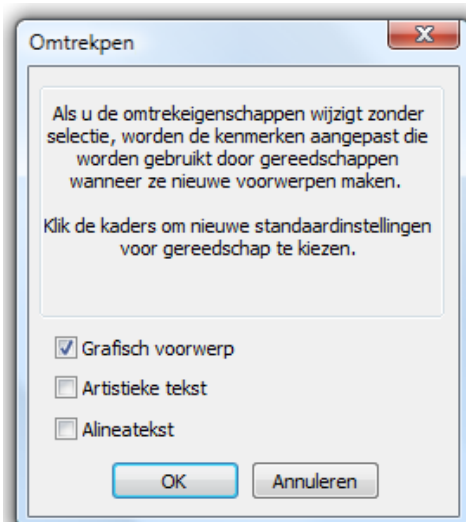 Omtrekpen
Als u de omtrekeigenschappen wijzigt zonder
selectie, worden de kenmerken aangepast die
worden gebruikt door gereedschappen
wanneer ze nieuwe voorwerpen maken.
Klik de kaders om nieuwe standaardinstellingen
voor gereedschap te kiezen.
Grafisch voorwerp
Artistieke tekst
Alineatekst
OK
Annuleren